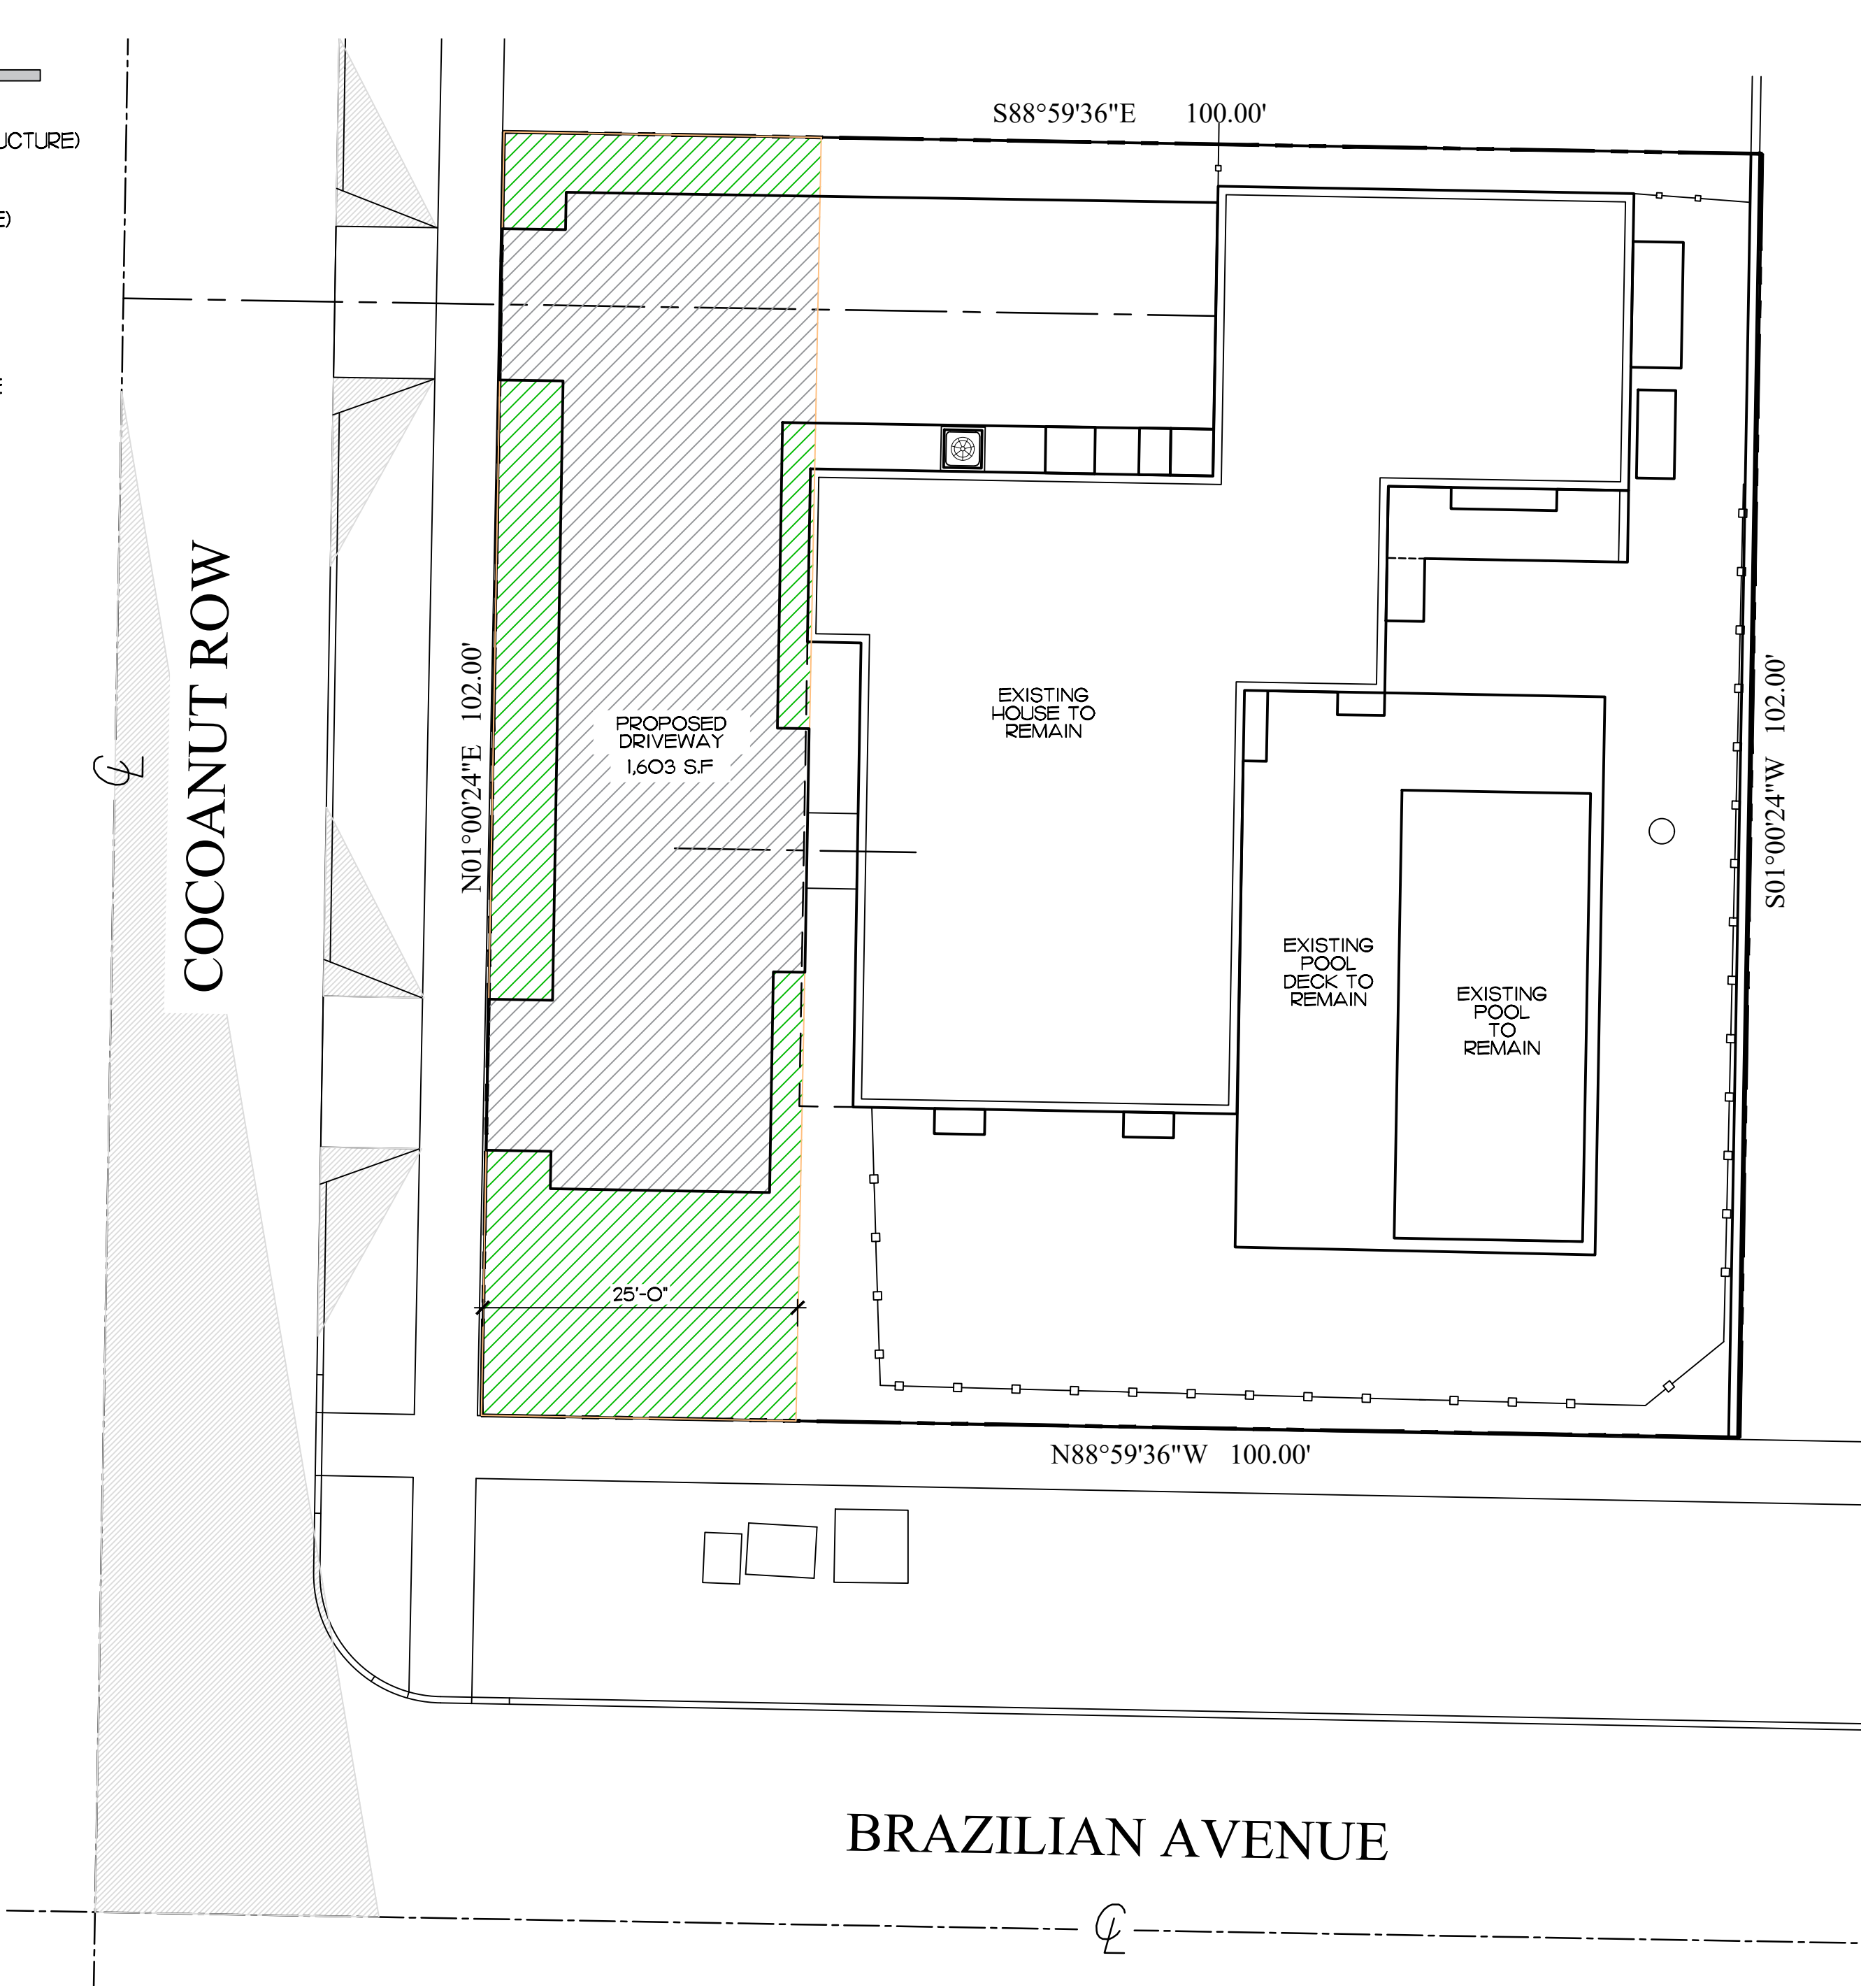 S88°59'36"E 100.00'
UCTURE)
E)
E
COCOANUT ROW
N01°00'24"E 102.00'
PROPOSED
DRIVEWAY
1,603 S.F
EXISTING
HOUSE TO
REMAIN
S01°00'24"W 102.00'
EXISTING
POOL
DECK TO
REMAIN
EXISTING
POOL
TO
REMAIN
25'-0"
N88°59'36"W 100.00'
BRAZILIAN AVENUE